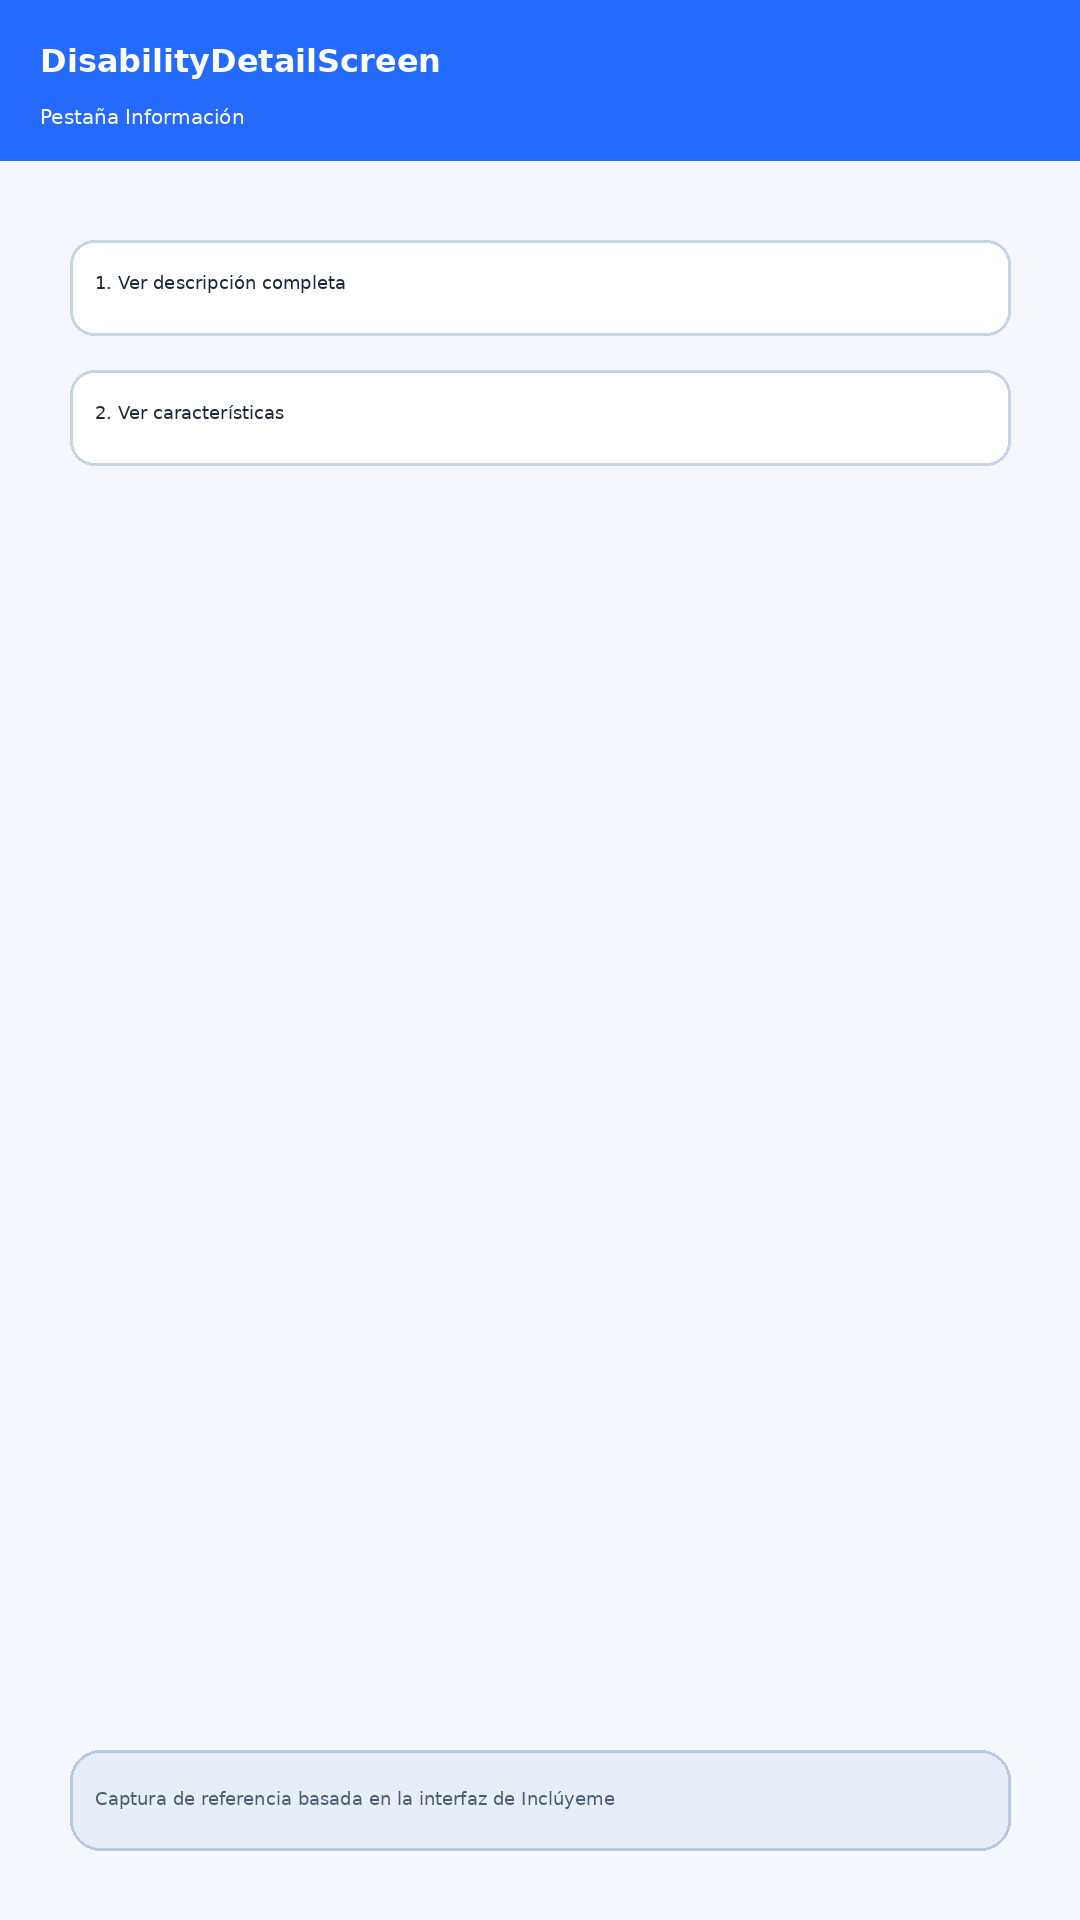 DisabilityDetailScreen
Pestaña Información
1. Ver descripción completa
2. Ver características
Captura de referencia basada en la interfaz de Inclúyeme